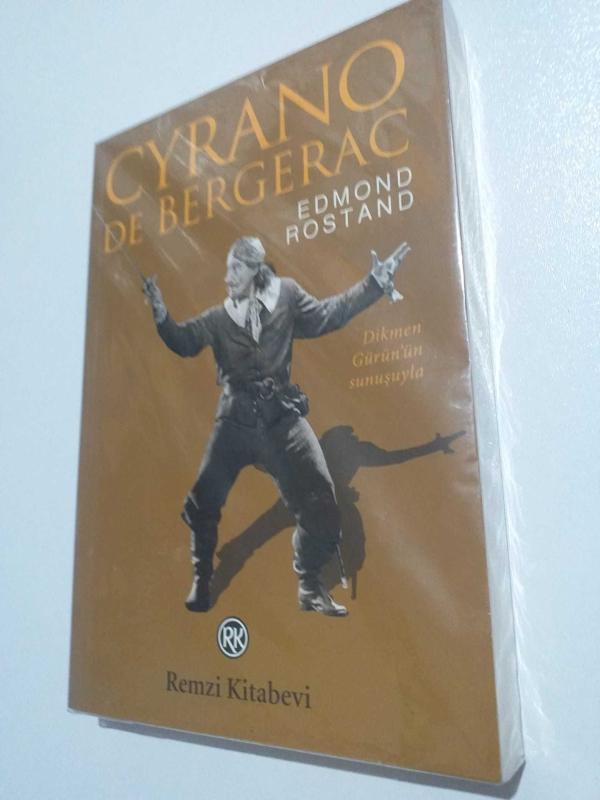 CYRANO
DE BERGERAC
EDMOND
ROSTAND
Dikmen
Gürün'ün
sunuşuyla
RK
Remzi Kitabevi